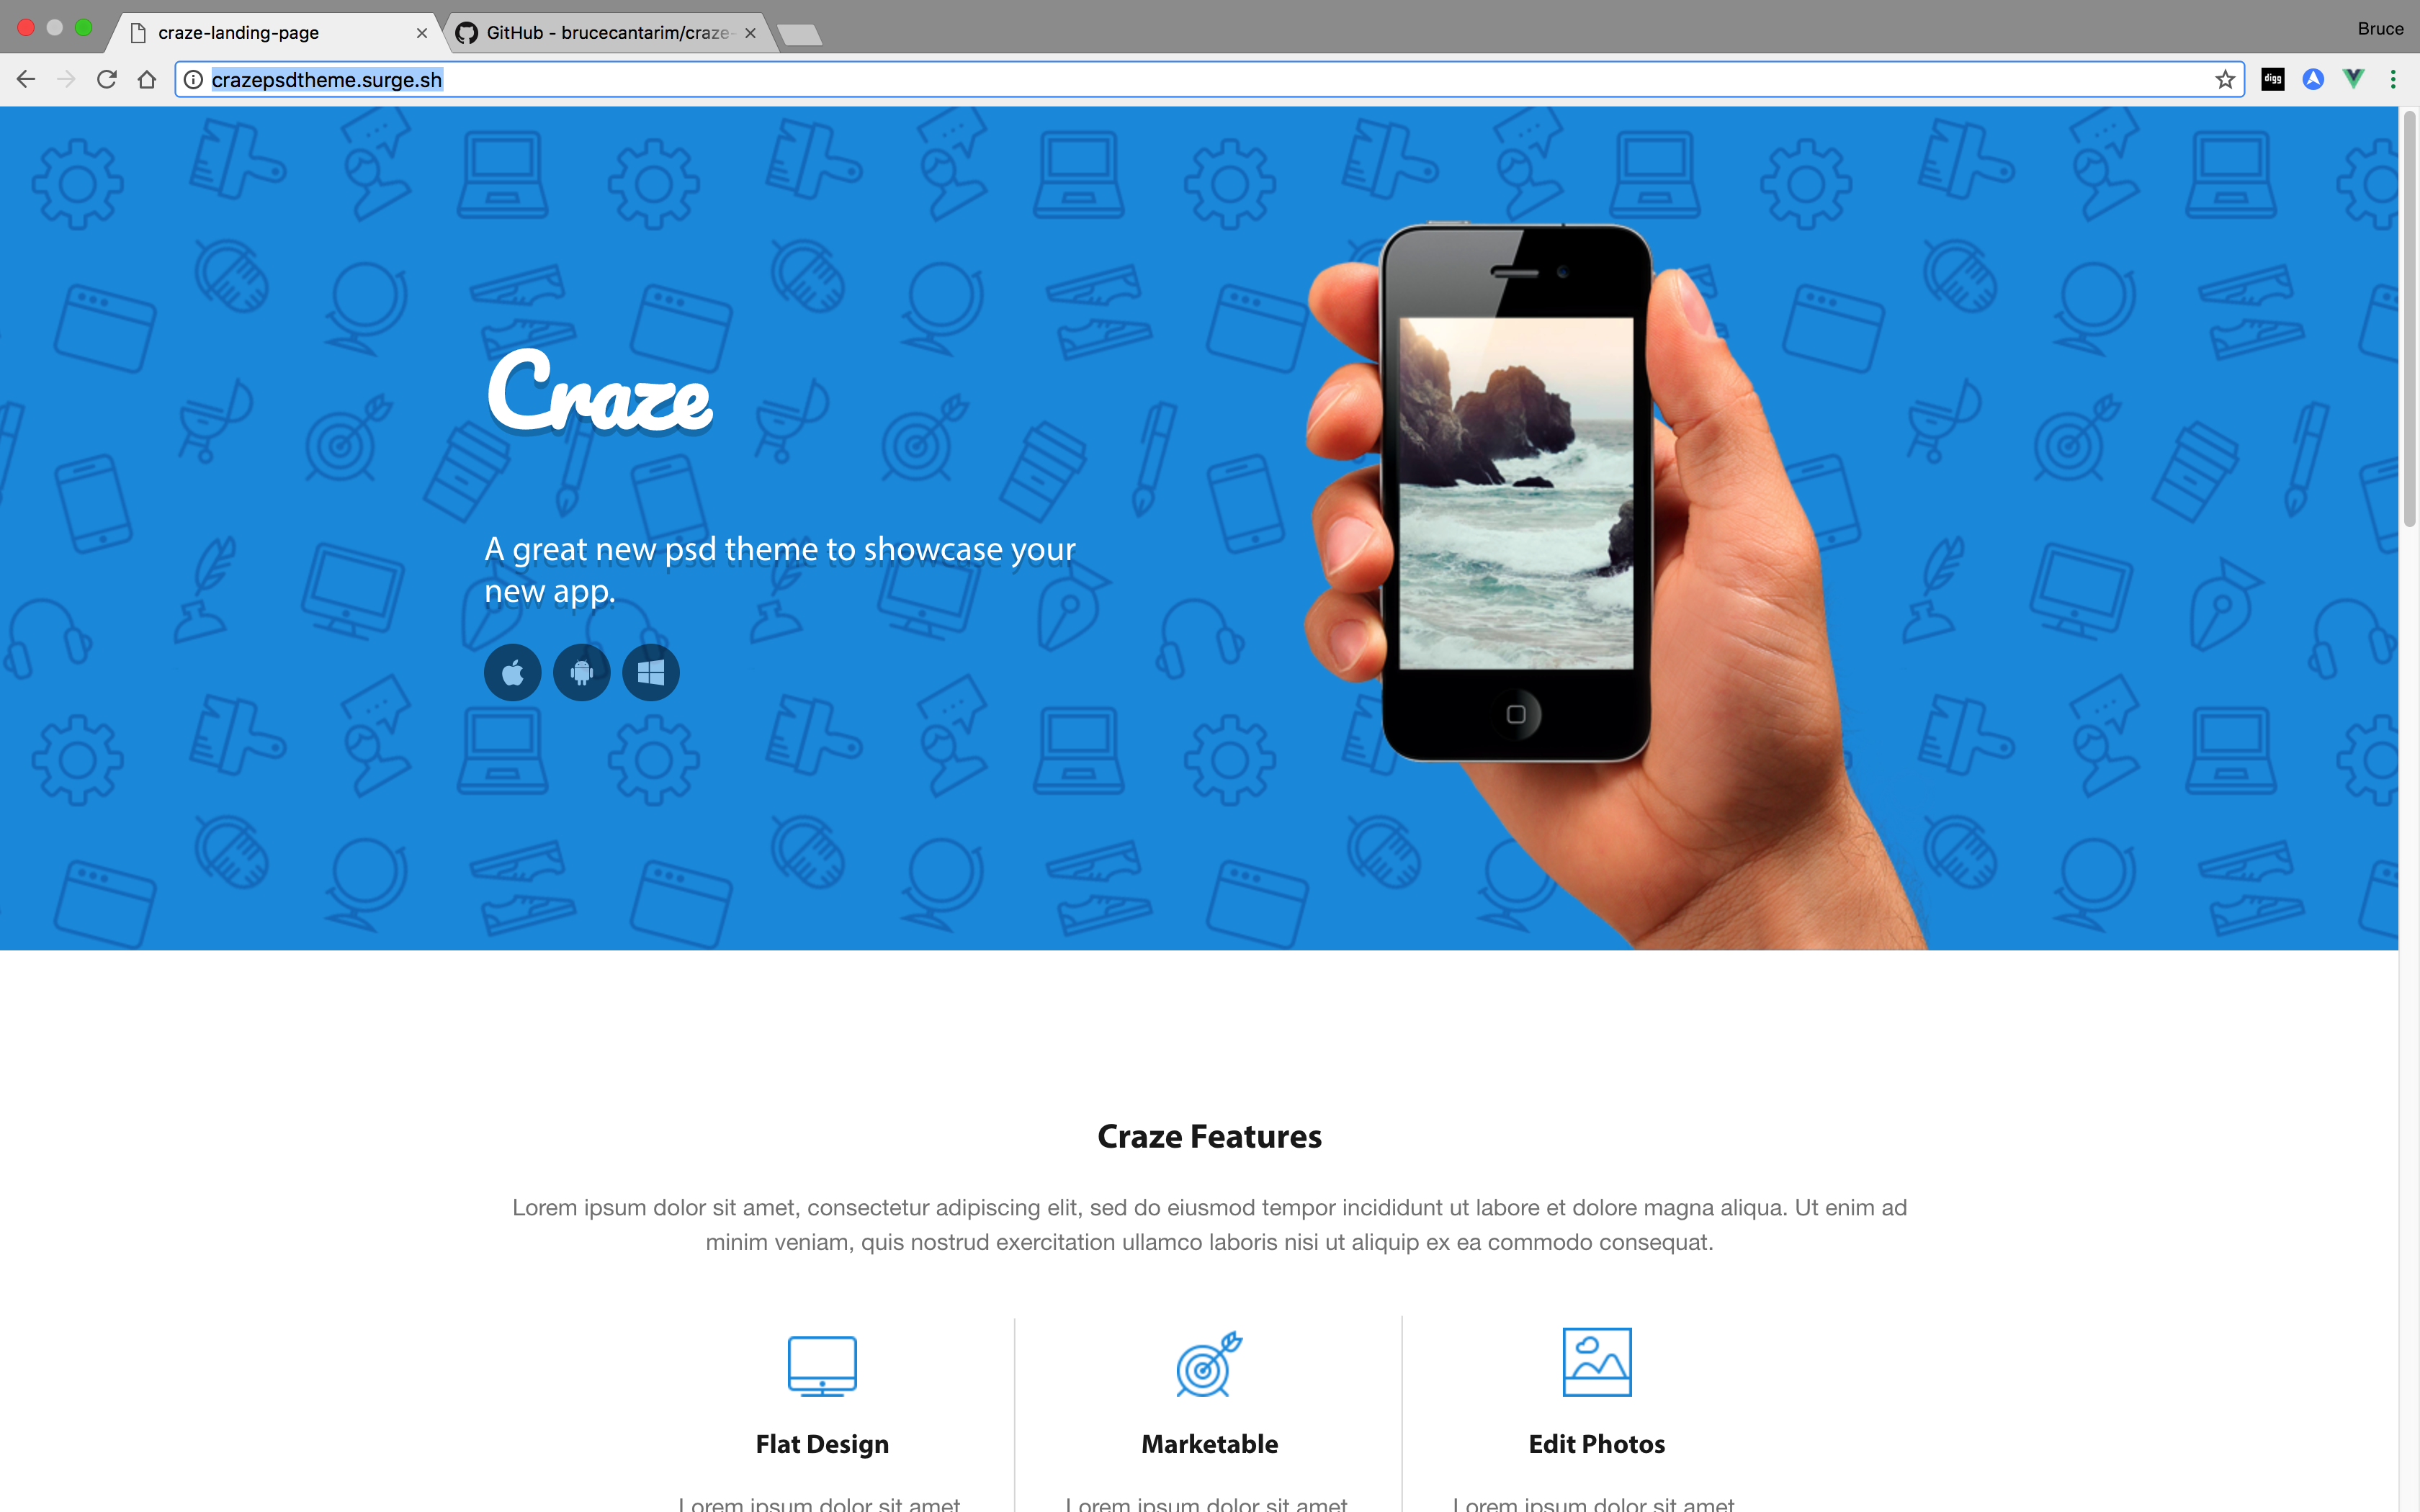 craze-landing-page
GitHub - brucecantarim/craze-
Bruce
crazepsdtheme.surge.sh
digg
Craze
A great new psd theme to showcase your
new app.
Craze Features
Lorem ipsum dolor sit amet, consectetur adipiscing elit, sed do eiusmod tempor incididunt ut labore et dolore magna aliqua. Ut enim ad
minim veniam, quis nostrud exercitation ullamco laboris nisi ut aliquip ex ea commodo consequat.
Flat Design
Marketable
Edit Photos
Lorem ipsum dolor sit amet
Lorem ipsum dolor sit amet
Lorem ipsum dolor sit amet